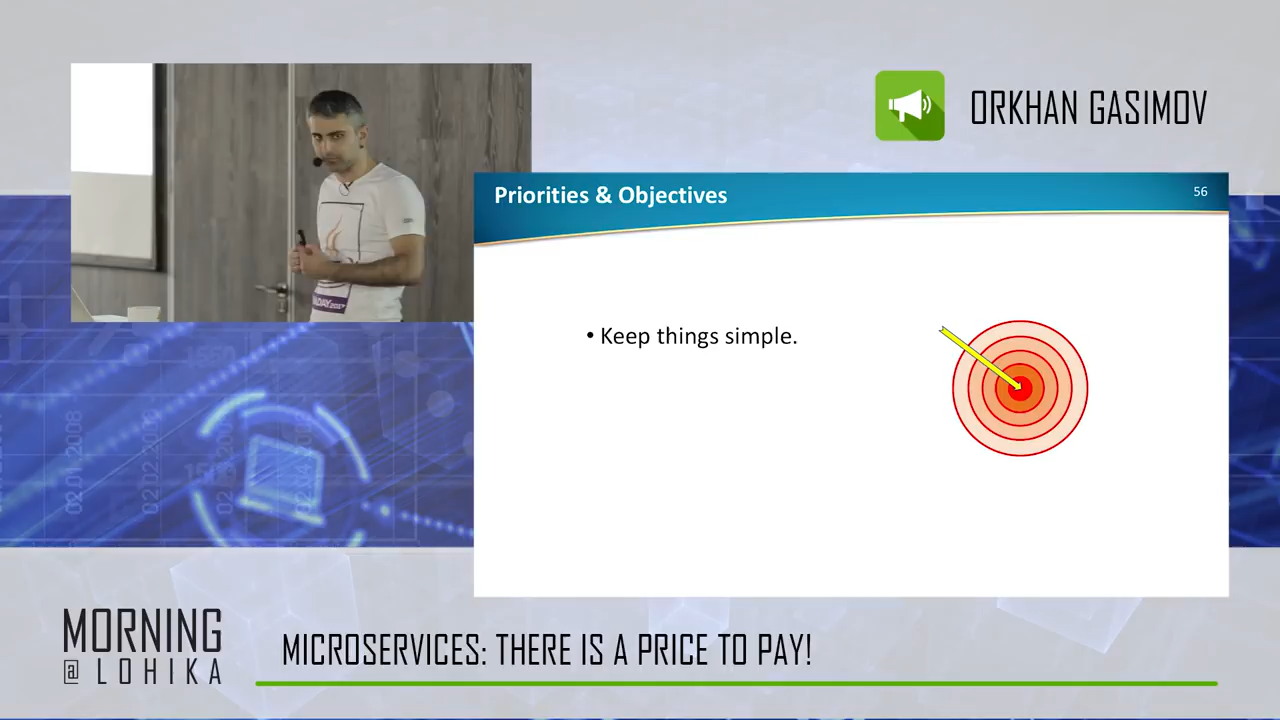 ORKHAN GASIMOV
Priorities & Objectives
56
• Keep things simple.
MORNING
@ LOHIKA
MICROSERVICES: THERE IS A PRICE TO PAY!